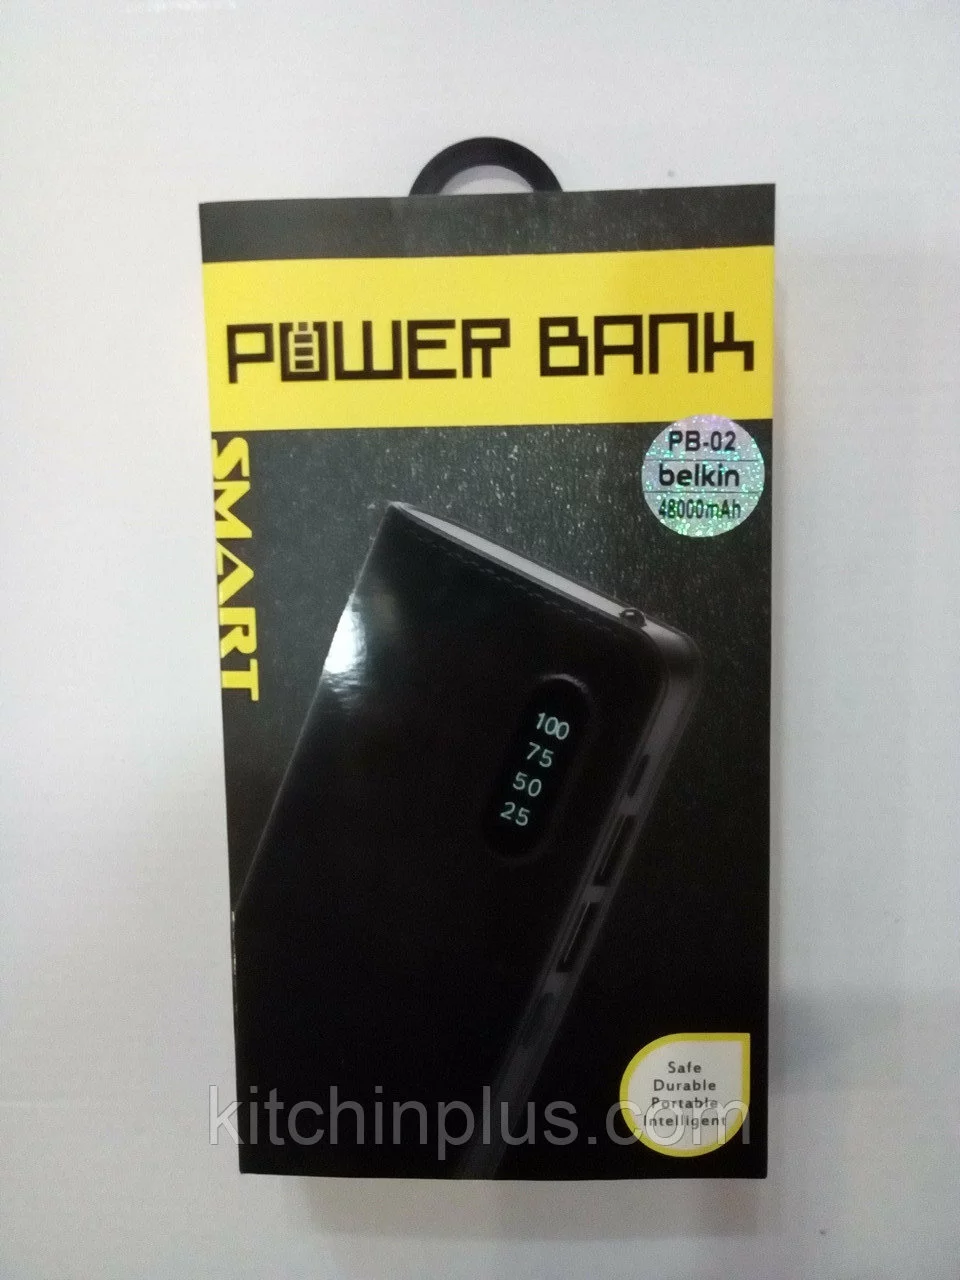 POWER BANK
PB-02
belkin
48000mAh
SMART
100
75
50
25
Safe
Durable
Portable
Intelligent
kitchinplus.com